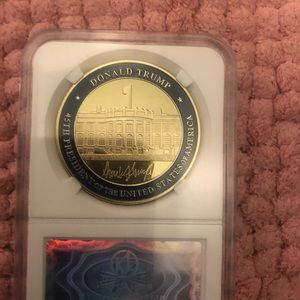 DONALD TRUMP
45TH PRESIDENT OF THE UNITED STATES OF AMERICA